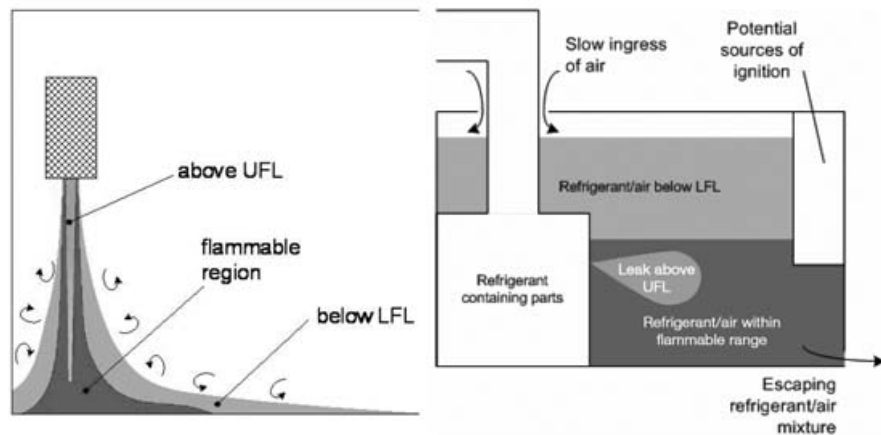 above UFL
flammable
region
below LFL
Slow ingress
of air
Potential
sources of
ignition
Refrigerant/air below LFL
Refrigerant
containing parts
Leak above
UFL
Refrigerant/air within
flammable range
Escaping
refrigerant/air
mixture